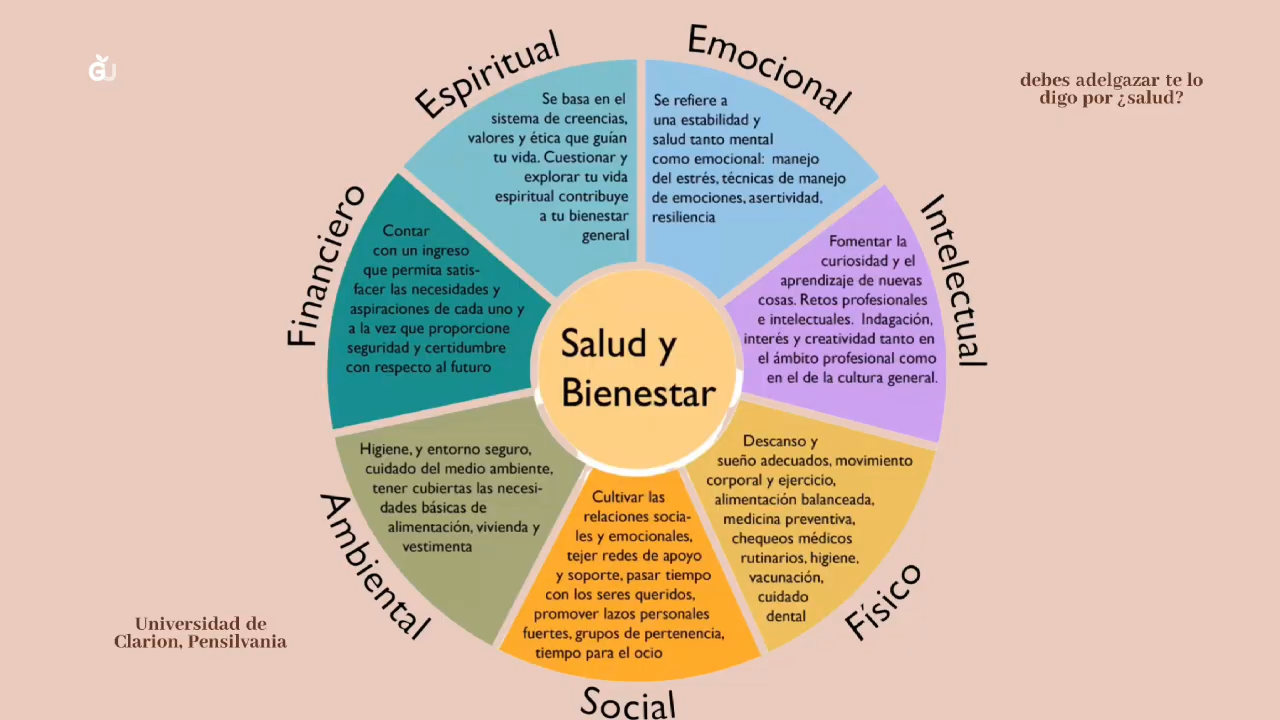 GU
debes adelgazar te lo
digo por ¿salud?
Espiritual
Se basa en el
sistema de creencias,
valores y ética que guían
tu vida. Cuestionar y
explorar tu vida
espiritual contribuye
a tu bienestar
general
Emocional
Se refiere a
una estabilidad y
salud tanto mental
como emocional: manejo
del estrés, técnicas de manejo
de emociones, asertividad,
resiliencia
Financiero
Contar
con un ingreso
que permita satis-
facer las necesidades y
aspiraciones de cada uno y
a la vez que proporcione
seguridad y certidumbre
con respecto al futuro
Salud y
Bienestar
Intelectual
Fomentar la
curiosidad y el
aprendizaje de nuevas
cosas. Retos profesionales
e intelectuales. Indagación,
interés y creatividad tanto en
el ámbito profesional como
en el de la cultura general.
Ambiental
Higiene, y entorno seguro,
cuidado del medio ambiente,
tener cubiertas las necesi-
dades básicas de
alimentación, vivienda y
vestimenta
Social
Cultivar las
relaciones socia-
les y emocionales,
tejer redes de apoyo
y soporte, pasar tiempo
con los seres queridos,
promover lazos personales
fuertes, grupos de pertenencia,
tiempo para el ocio
Físico
Descanso y
sueño adecuados, movimiento
corporal y ejercicio,
alimentación balanceada,
medicina preventiva,
chequeos médicos
rutinarios, higiene,
vacunación,
cuidado
dental
Universidad de
Clarion, Pensilvania